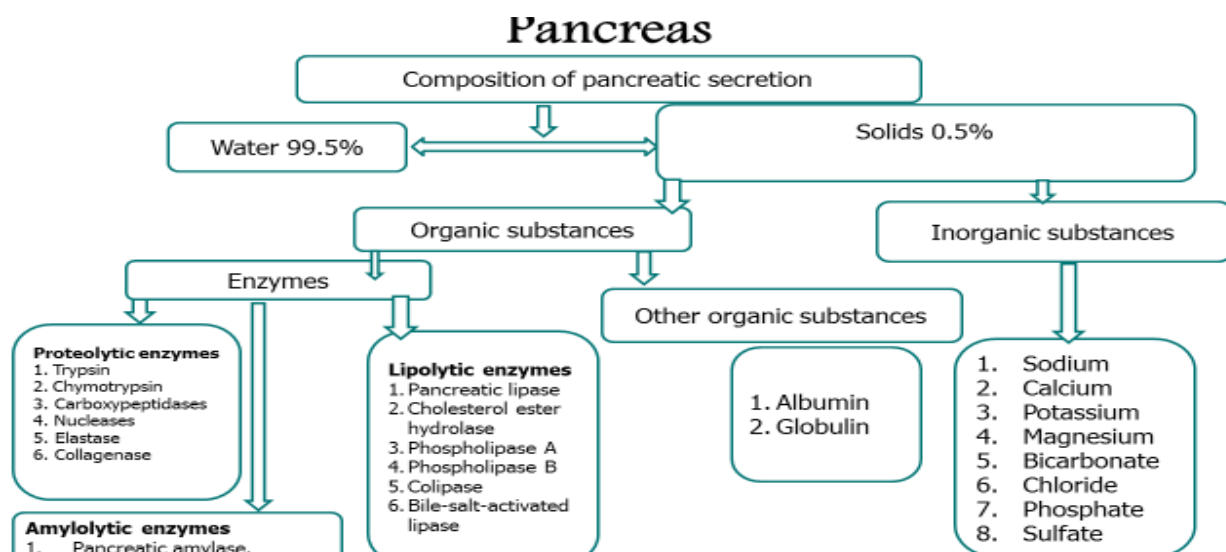 Pancreas
Composition of pancreatic secretion
Water 99.5%
Solids 0.5%
Organic substances
Inorganic substances
Enzymes
Other organic substances
Proteolytic enzymes
1. Trypsin
2. Chymotrypsin
3. Carboxypeptidases
4. Nucleases
5. Elastase
6. Collagenase
Lipolytic enzymes
1. Pancreatic lipase
2. Cholesterol ester
hydrolase
3. Phospholipase A
4. Phospholipase B
5. Colipase
6. Bile-salt-activated
lipase
1. Albumin
2. Globulin
1. Sodium
2. Calcium
3. Potassium
4. Magnesium
5. Bicarbonate
6. Chloride
7. Phosphate
8. Sulfate
Amylolytic enzymes
1. Pancreatic amylase.